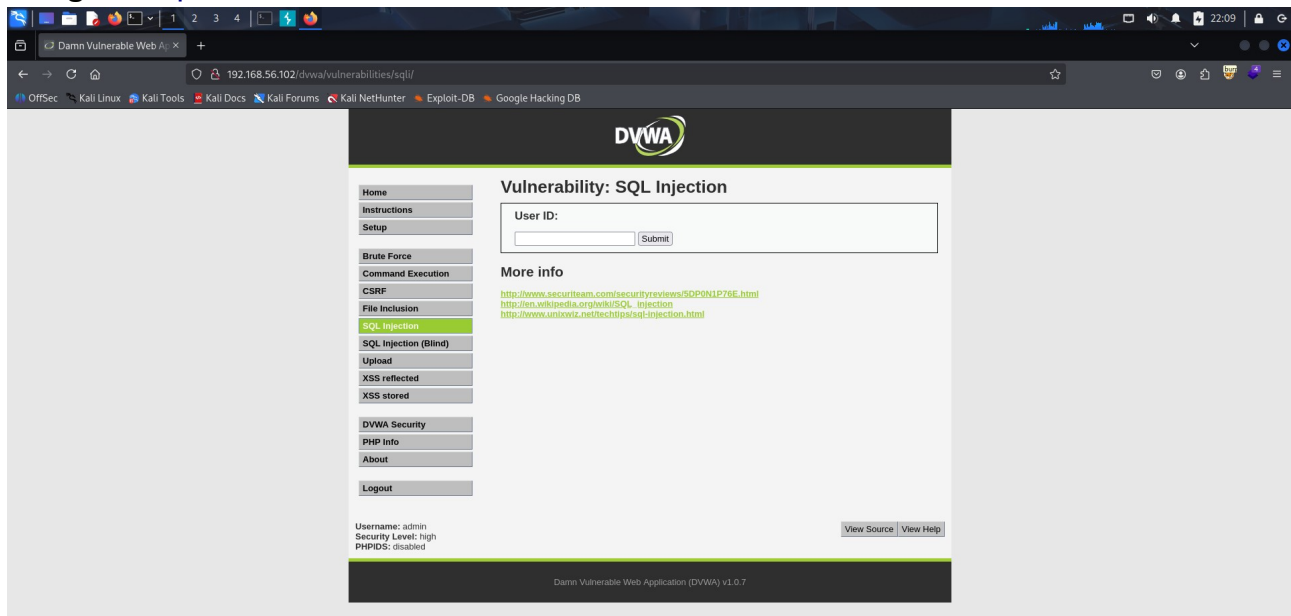 1 2 3 4
22:09
Damn Vulnerable Web Ap
192.168.56.102/dvwa/vulnerabilities/sqli/
OffSec Kali Linux Kali Tools Kali Docs Kali Forums Kali NetHunter Exploit-DB Google Hacking DB
DVWA
Home
Instructions
Setup
Brute Force
Command Execution
CSRF
File Inclusion
SQL Injection
SQL Injection (Blind)
Upload
XSS reflected
XSS stored
DVWA Security
PHP Info
About
Logout
Vulnerability: SQL Injection
User ID:
Submit
More info
http://www.securiteam.com/securityreviews/5DP0N1P76E.html
http://en.wikipedia.org/wiki/SQL_injection
http://www.unixwiz.net/techtips/sql-injection.html
Username: admin
Security Level: high
PHPIDS: disabled
View Source View Help
Damn Vulnerable Web Application (DVWA) v1.0.7